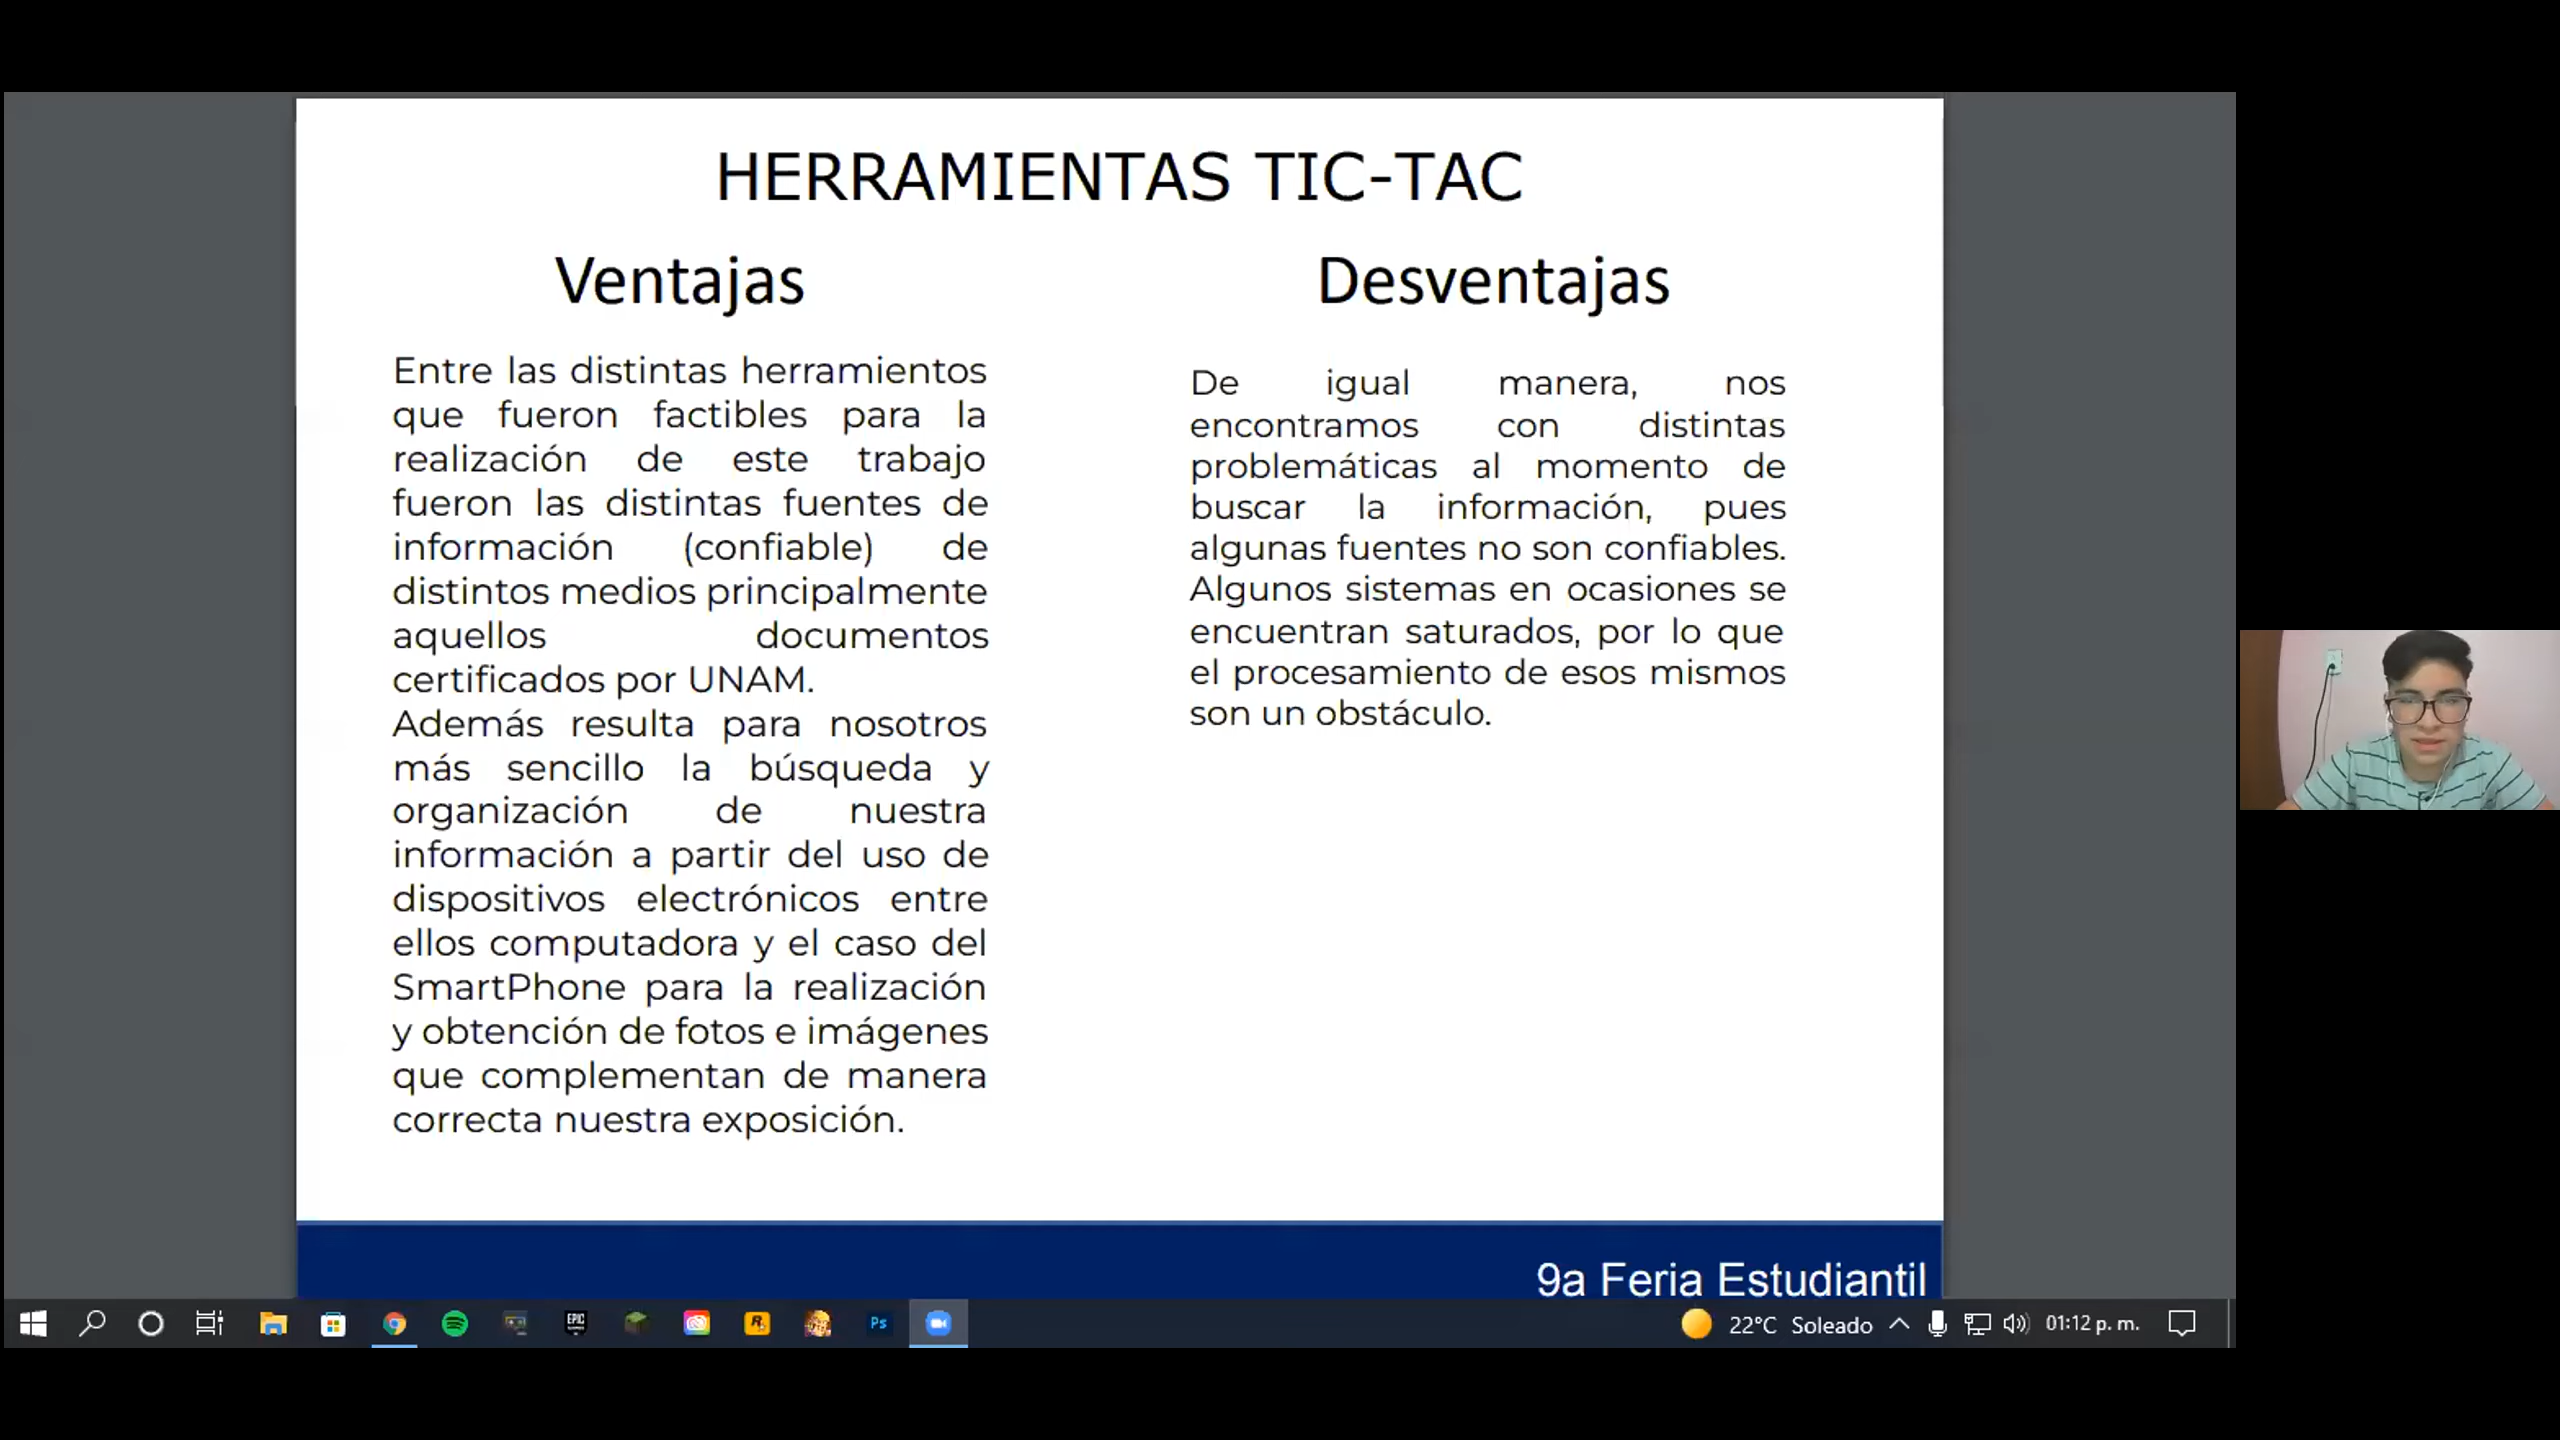 HERRAMIENTAS TIC-TAC
Ventajas
Entre las distintas herramientos
que fueron factibles para la
realización de este trabajo
fueron las distintas fuentes de
información (confiable) de
distintos medios principalmente
aquellos documentos
certificados por UNAM.
Además resulta para nosotros
más sencillo la búsqueda y
organización de nuestra
información a partir del uso de
dispositivos electrónicos entre
ellos computadora y el caso del
SmartPhone para la realización
y obtención de fotos e imágenes
que complementan de manera
correcta nuestra exposición.
Desventajas
De igual manera, nos
encontramos con distintas
problemáticas al momento de
buscar la información, pues
algunas fuentes no son confiables.
Algunos sistemas en ocasiones se
encuentran saturados, por lo que
el procesamiento de esos mismos
son un obstáculo.
9a Feria Estudiantil
EPIC
R
Ps
22°C Soleado
01:12 p. m.